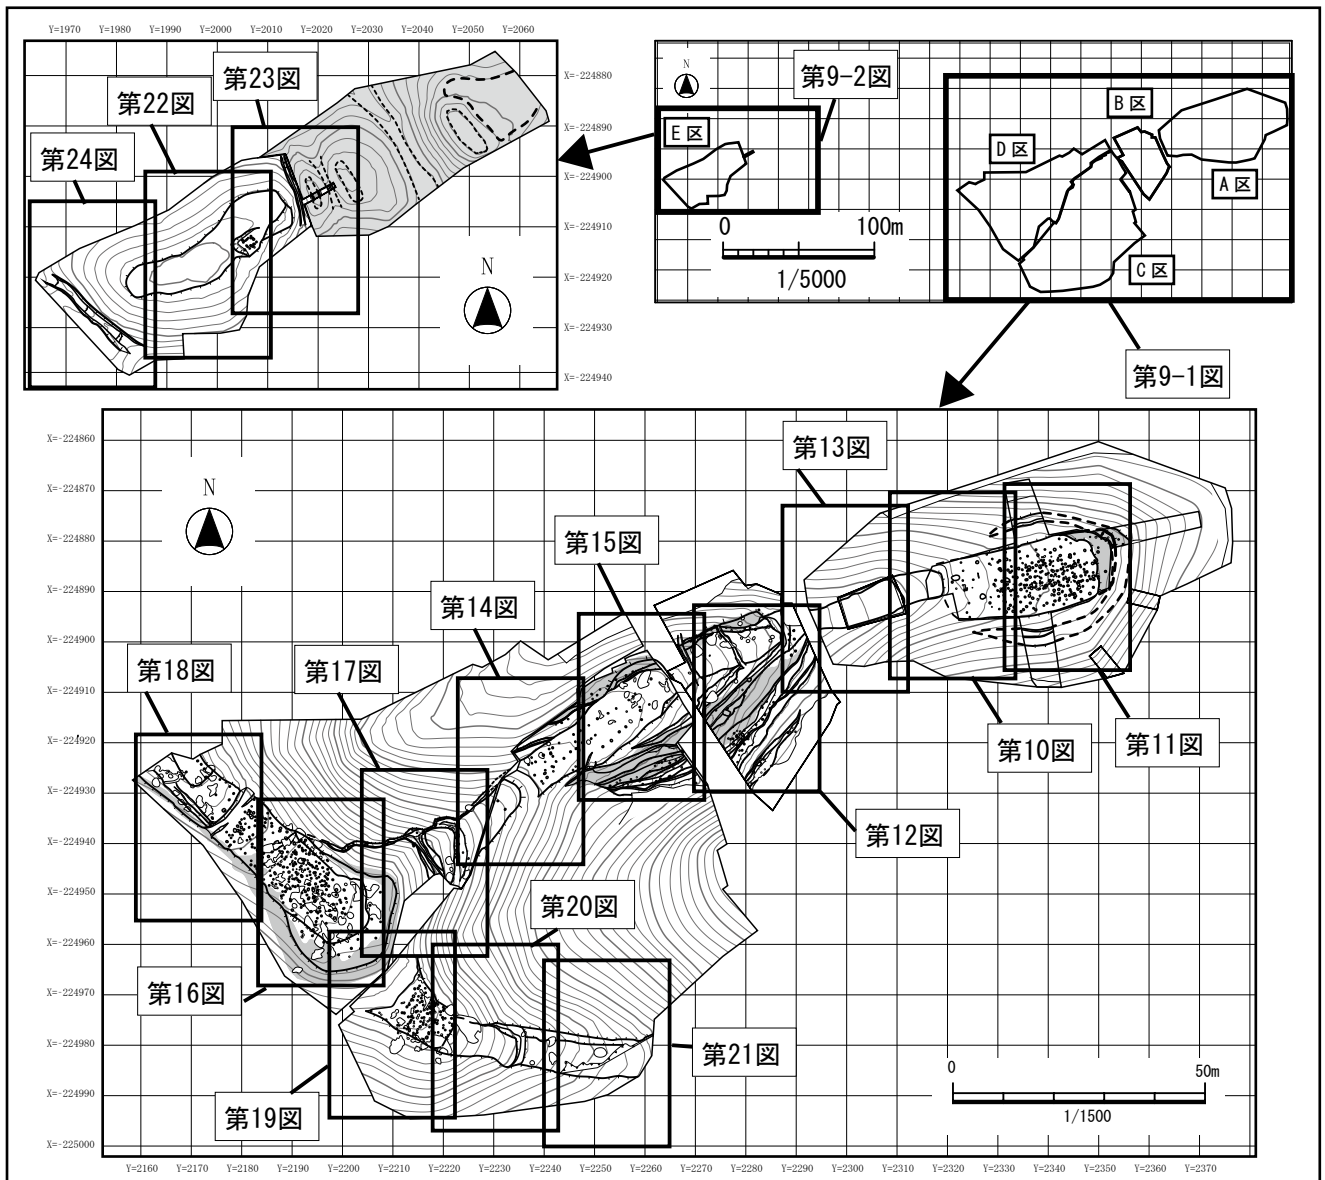 Y=1970 Y=1980 Y=1990 Y=2000 Y=2010 Y=2020 Y=2030 Y=2040 Y=2050 Y=2060
X=-224880
X=-224890
X=-224900
X=-224910
X=-224920
X=-224930
X=-224940
第23図
第22図
第24図
N
N
第9-2図
E区
0 100m
1/5000
B区
D区
A区
C区
第9-1図
X=-224860
X=-224870
X=-224880
X=-224890
X=-224900
X=-224910
X=-224920
X=-224930
X=-224940
X=-224950
X=-224960
X=-224970
X=-224980
X=-224990
X=-225000
N
第13図
第15図
第14図
第18図
第17図
第10図
第11図
第12図
第20図
第16図
第21図
第19図
0 50m
1/1500
Y=2160 Y=2170 Y=2180 Y=2190 Y=2200 Y=2210 Y=2230 Y=2240 Y=2250 Y=2260 Y=2270 Y=2280 Y=2290 Y=2300 Y=2310 Y=2320 Y=2330 Y=2340 Y=2350 Y=2370